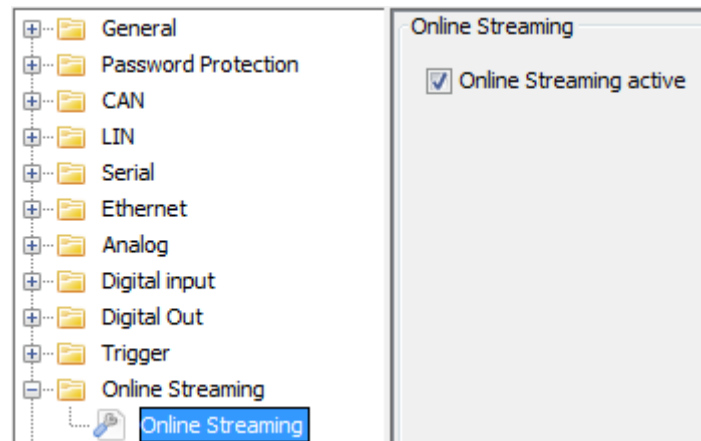 General
Password Protection
CAN
LIN
Serial
Ethernet
Analog
Digital input
Digital Out
Trigger
Online Streaming
Online Streaming
Online Streaming
Online Streaming active